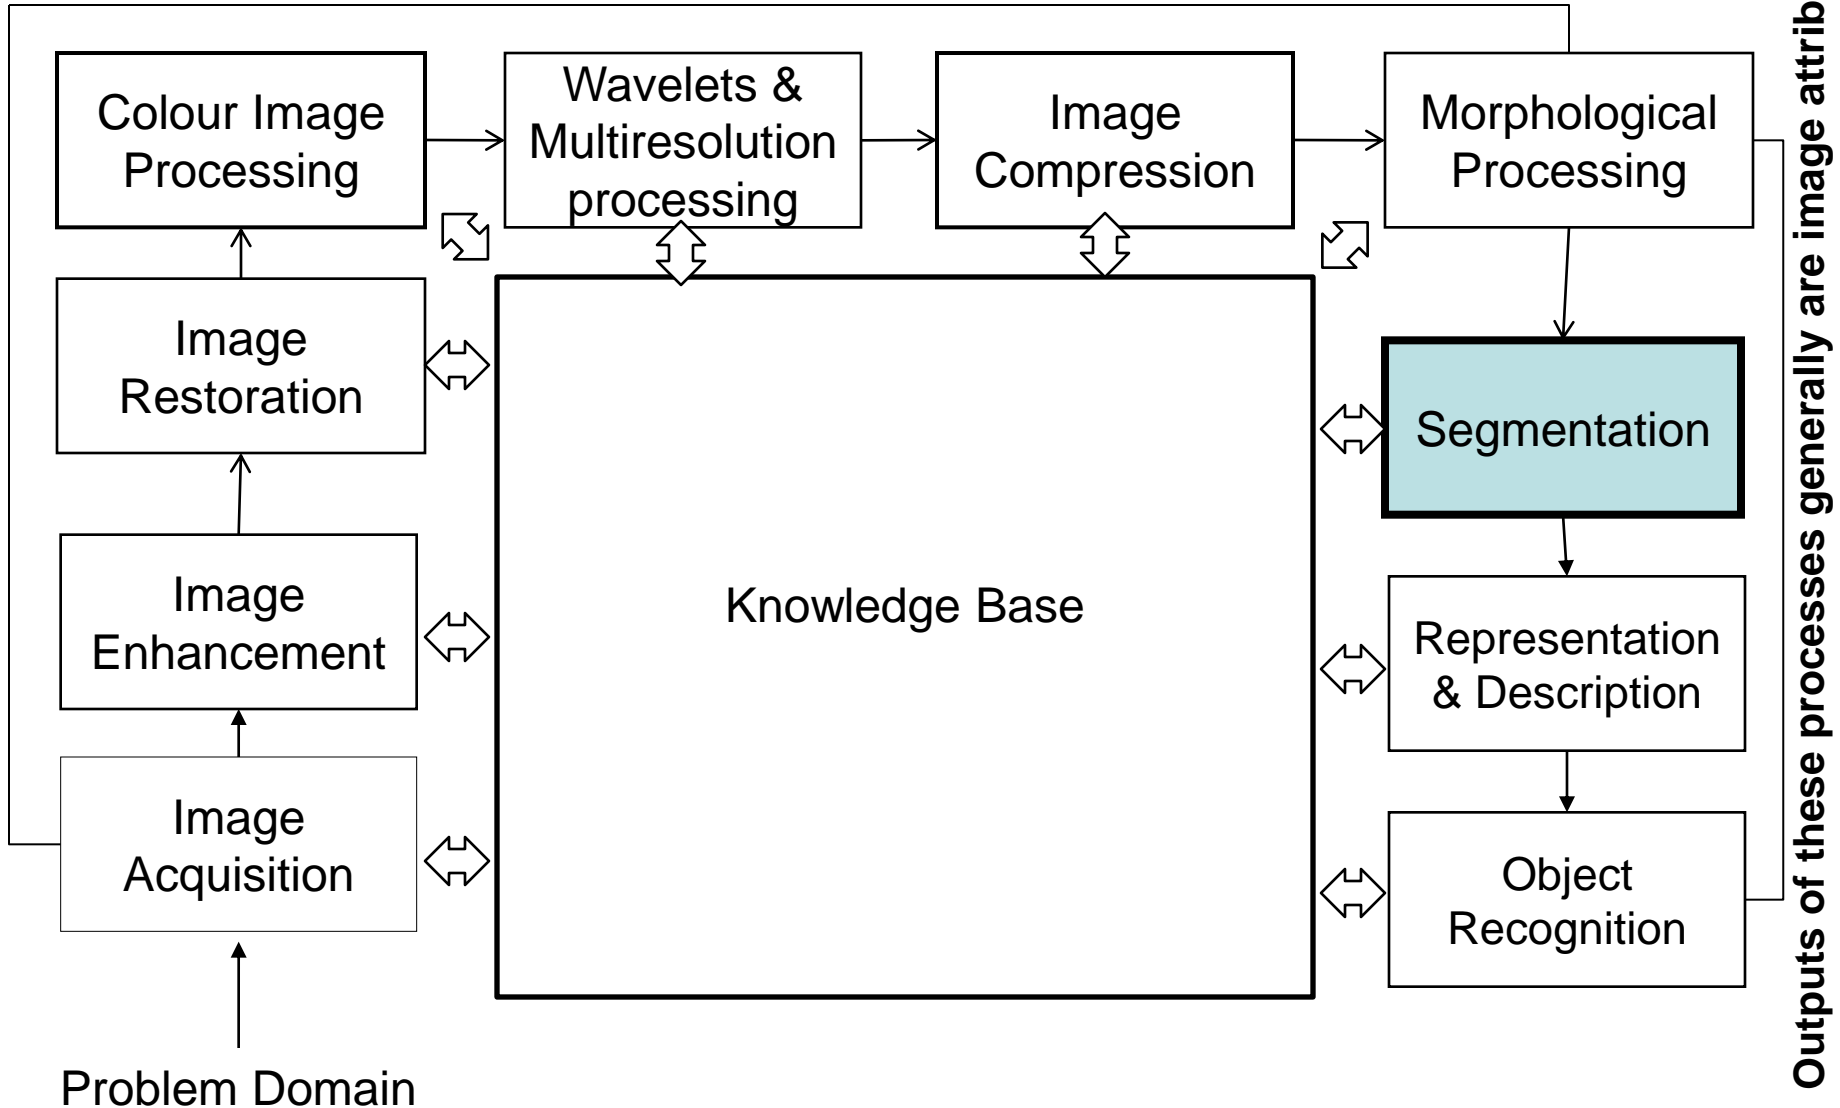 Colour Image
Processing
Wavelets &
Multiresolution
processing
Image
Compression
Morphological
Processing
Image
Restoration
Segmentation
Image
Enhancement
Knowledge Base
Representation
& Description
Image
Acquisition
Object
Recognition
Problem Domain
Outputs of these processes generally are image attrib